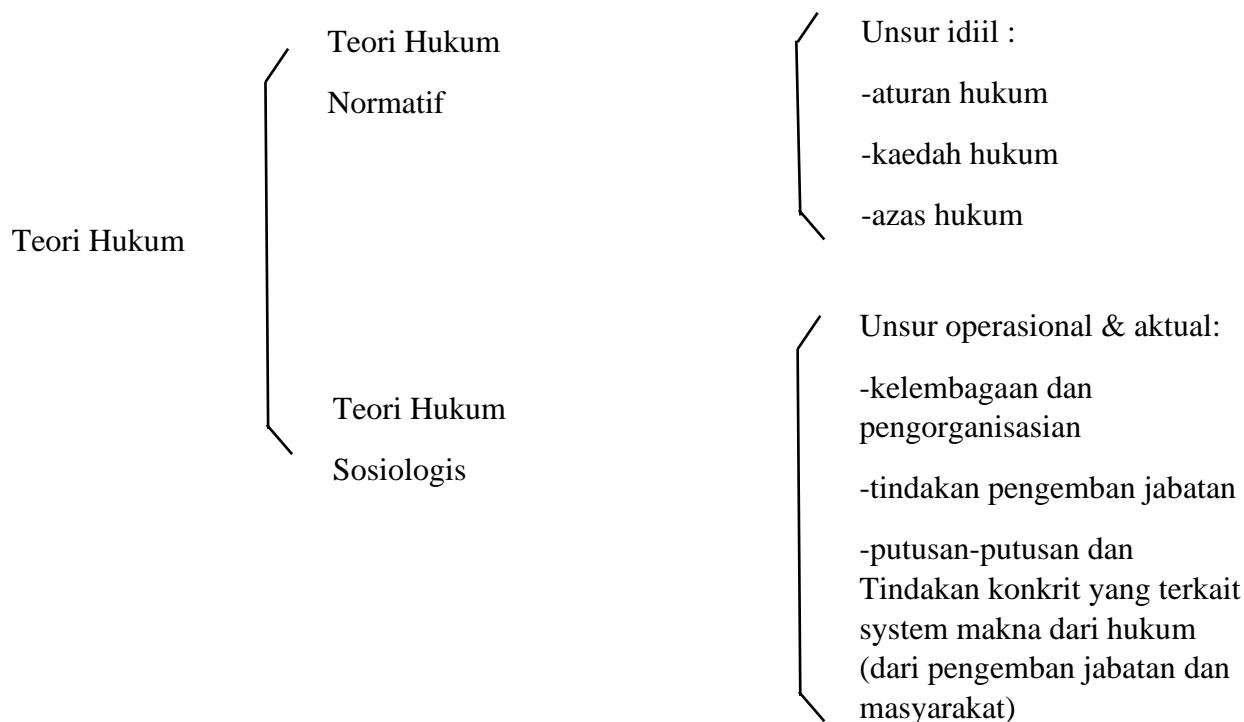 Teori Hukum
Teori Hukum
Normatif
Unsur idiil :
-aturan hukum
-kaedah hukum
-azas hukum
Teori Hukum
Sosiologis
Unsur operasional & aktual:
-kelembagaan dan
pengorganisasian
-tindakan pengemban jabatan
-putusan-putusan dan
Tindakan konkrit yang terkait
system makna dari hukum
(dari pengemban jabatan dan
masyarakat)